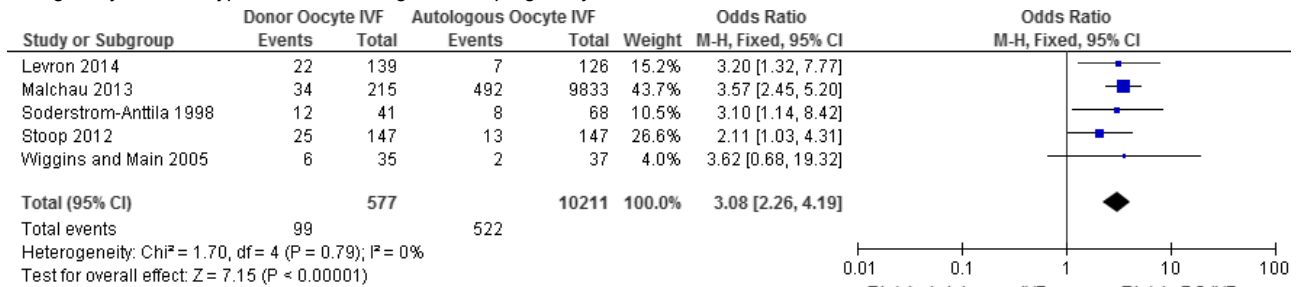 Donor Oocyte IVF Autologous Oocyte IVF Odds Ratio Odds Ratio
Study or Subgroup Events Total Events Total Weight M-H, Fixed, 95% CI M-H, Fixed, 95% CI
Levron 2014 22 139 7 126 15.2% 3.20 [1.32, 7.77]
Malchau 2013 34 215 492 9833 43.7% 3.57 [2.45, 5.20]
Soderstrom-Anttila 1998 12 41 8 68 10.5% 3.10 [1.14, 8.42]
Stoop 2012 25 147 13 147 26.6% 2.11 [1.03, 4.31]
Wiggins and Main 2005 6 35 2 37 4.0% 3.62 [0.68, 19.32]
Total (95% CI) 577 10211 100.0% 3.08 [2.26, 4.19]
Total events 99 522
Heterogeneity: Chi² = 1.70, df = 4 (P = 0.79); I² = 0%
Test for overall effect: Z = 7.15 (P < 0.00001)
0.01 0.1 1 10 100